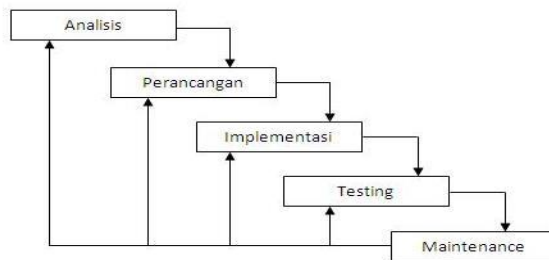 Analisis
Perancangan
Implementasi
Testing
Maintenance